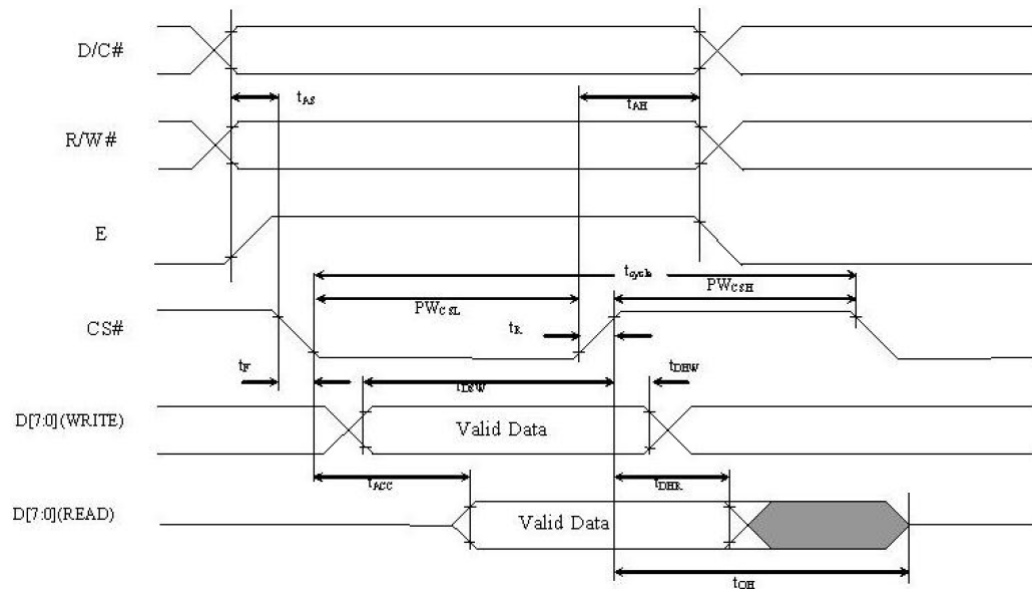 D/C#
tAS
tAH
R/W#
E
tcycle
PWCSL
PWCSH
CS#
tR
tF
tDSW
tDHW
D[7:0](WRITE)
Valid Data
tACC
tDHR
D[7:0](READ)
Valid Data
tOH